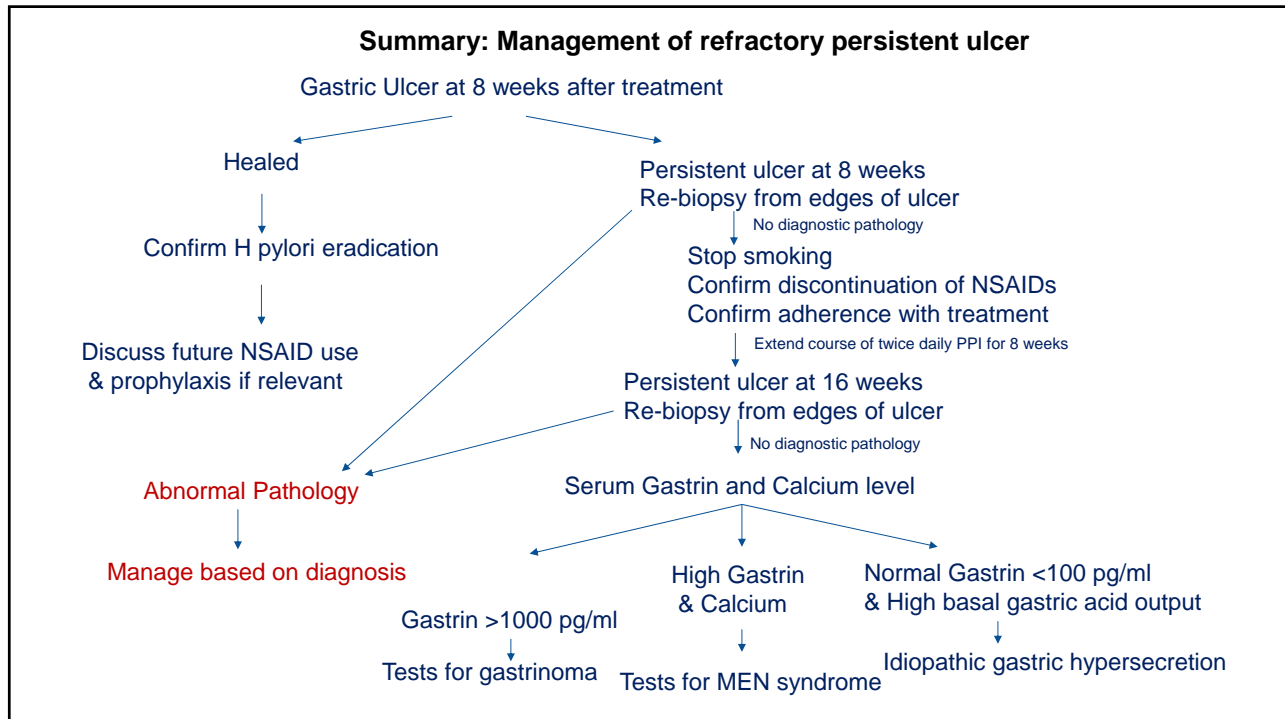 Summary: Management of refractory persistent ulcer
Gastric Ulcer at 8 weeks after treatment
Healed
Confirm H pylori eradication
Discuss future NSAID use
& prophylaxis if relevant
Persistent ulcer at 8 weeks
Re-biopsy from edges of ulcer
No diagnostic pathology
Stop smoking
Confirm discontinuation of NSAIDs
Confirm adherence with treatment
Extend course of twice daily PPI for 8 weeks
Persistent ulcer at 16 weeks
Re-biopsy from edges of ulcer
No diagnostic pathology
Abnormal Pathology
Manage based on diagnosis
Serum Gastrin and Calcium level
Gastrin >1000 pg/ml
Tests for gastrinoma
High Gastrin
& Calcium
Tests for MEN syndrome
Normal Gastrin <100 pg/ml
& High basal gastric acid output
Idiopathic gastric hypersecretion